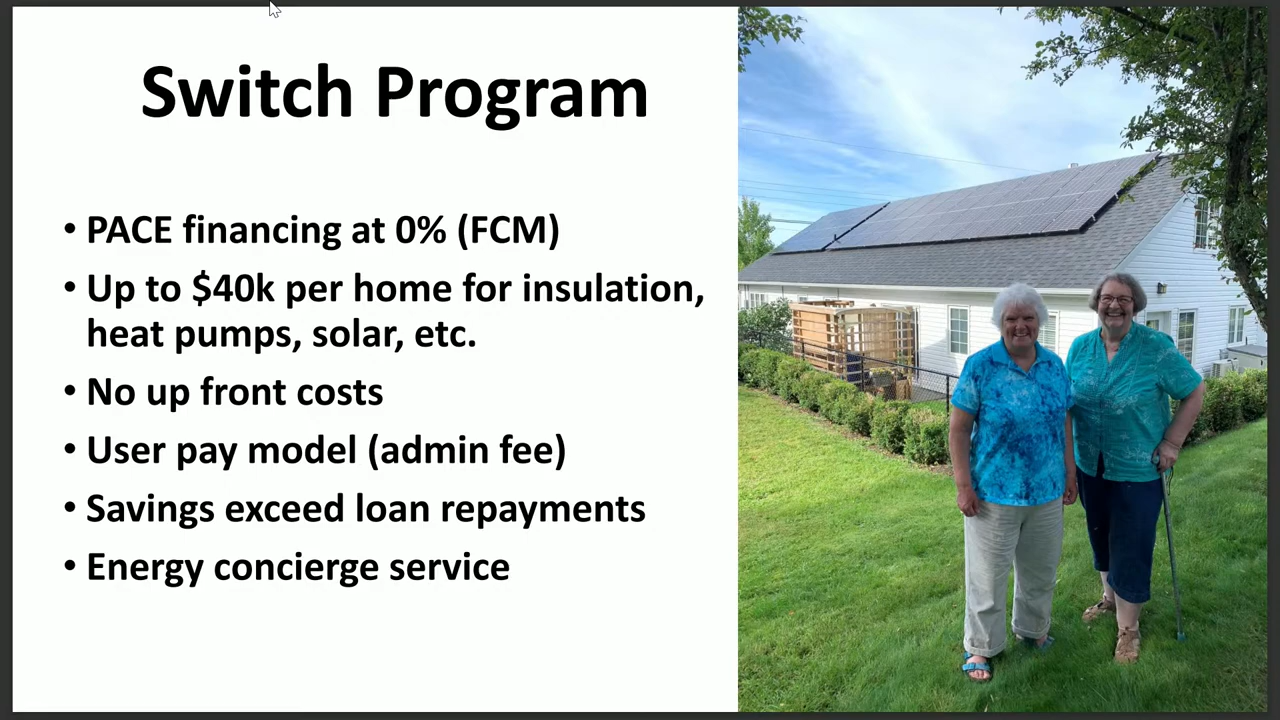 Switch Program
• PACE financing at 0% (FCM)
• Up to $40k per home for insulation,
heat pumps, solar, etc.
• No up front costs
• User pay model (admin fee)
• Savings exceed loan repayments
• Energy concierge service